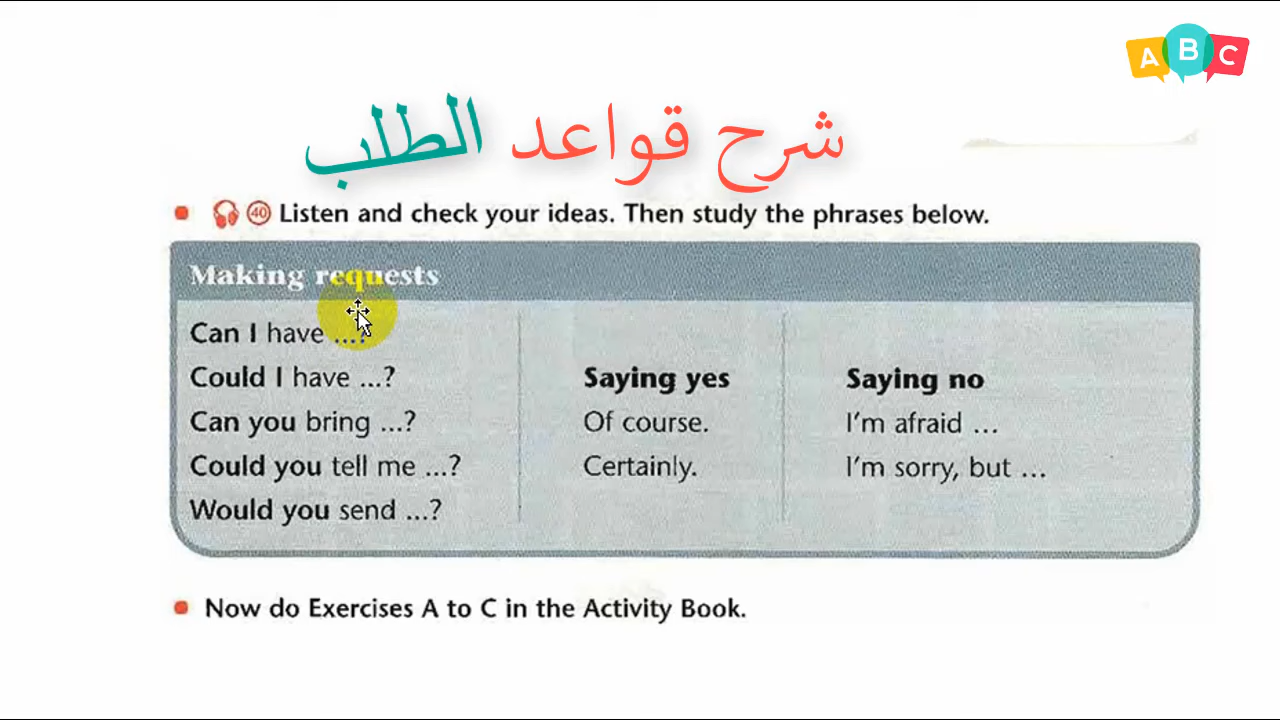 A B C
شرح قواعد الطلب
40 Listen and check your ideas. Then study the phrases below.
Making requests
Can I have ...?
Could I have ...?
Can you bring ...?
Could you tell me ...?
Would you send ...?
Saying yes
Of course.
Certainly.
Saying no
I'm afraid ...
I'm sorry, but ...
Now do Exercises A to C in the Activity Book.